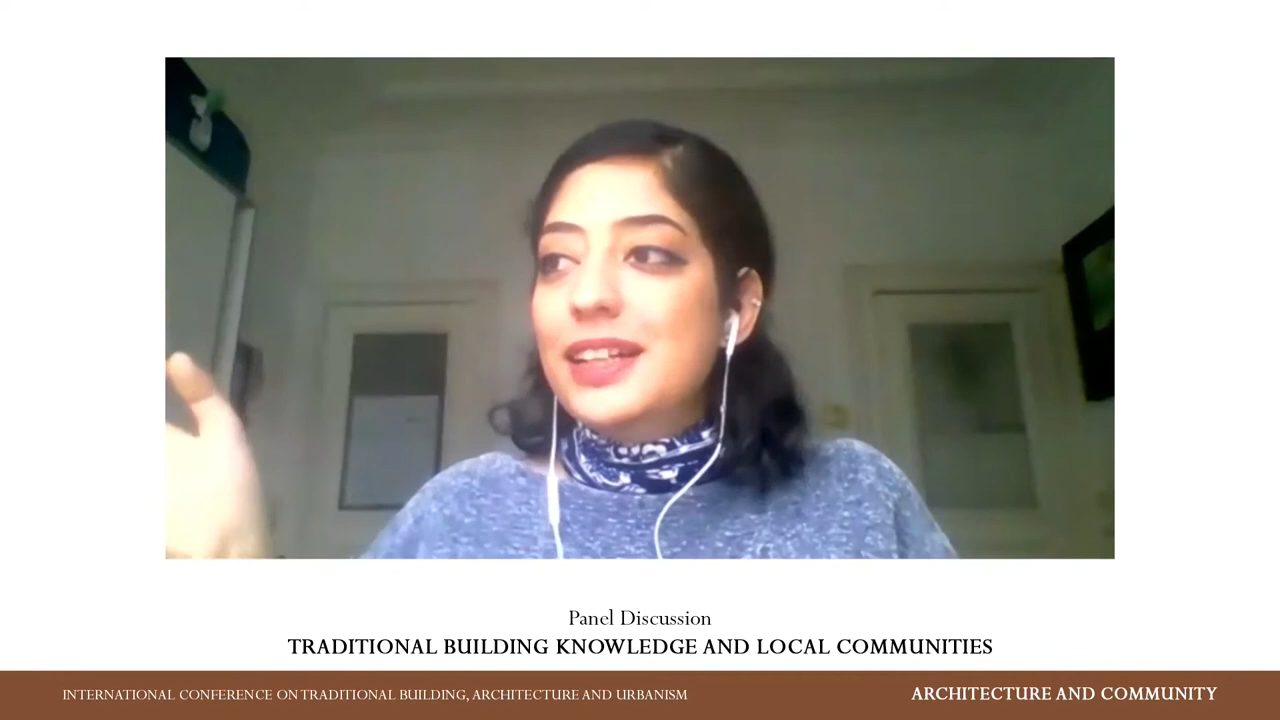 Panel Discussion
TRADITIONAL BUILDING KNOWLEDGE AND LOCAL COMMUNITIES
INTERNATIONAL CONFERENCE ON TRADITIONAL BUILDING, ARCHITECTURE AND URBANISM
ARCHITECTURE AND COMMUNITY